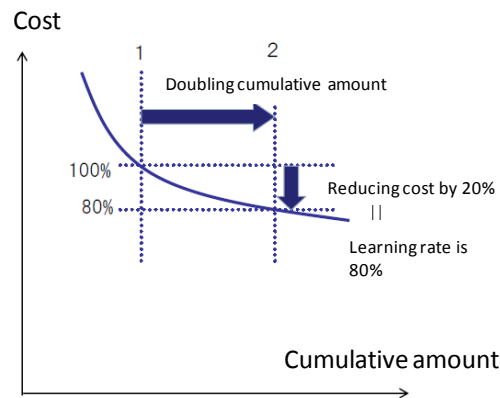 Cost
1
2
Doubling cumulative amount
100%
Reducing cost by 20%
80%
||
Learning rate is
80%
Cumulative amount